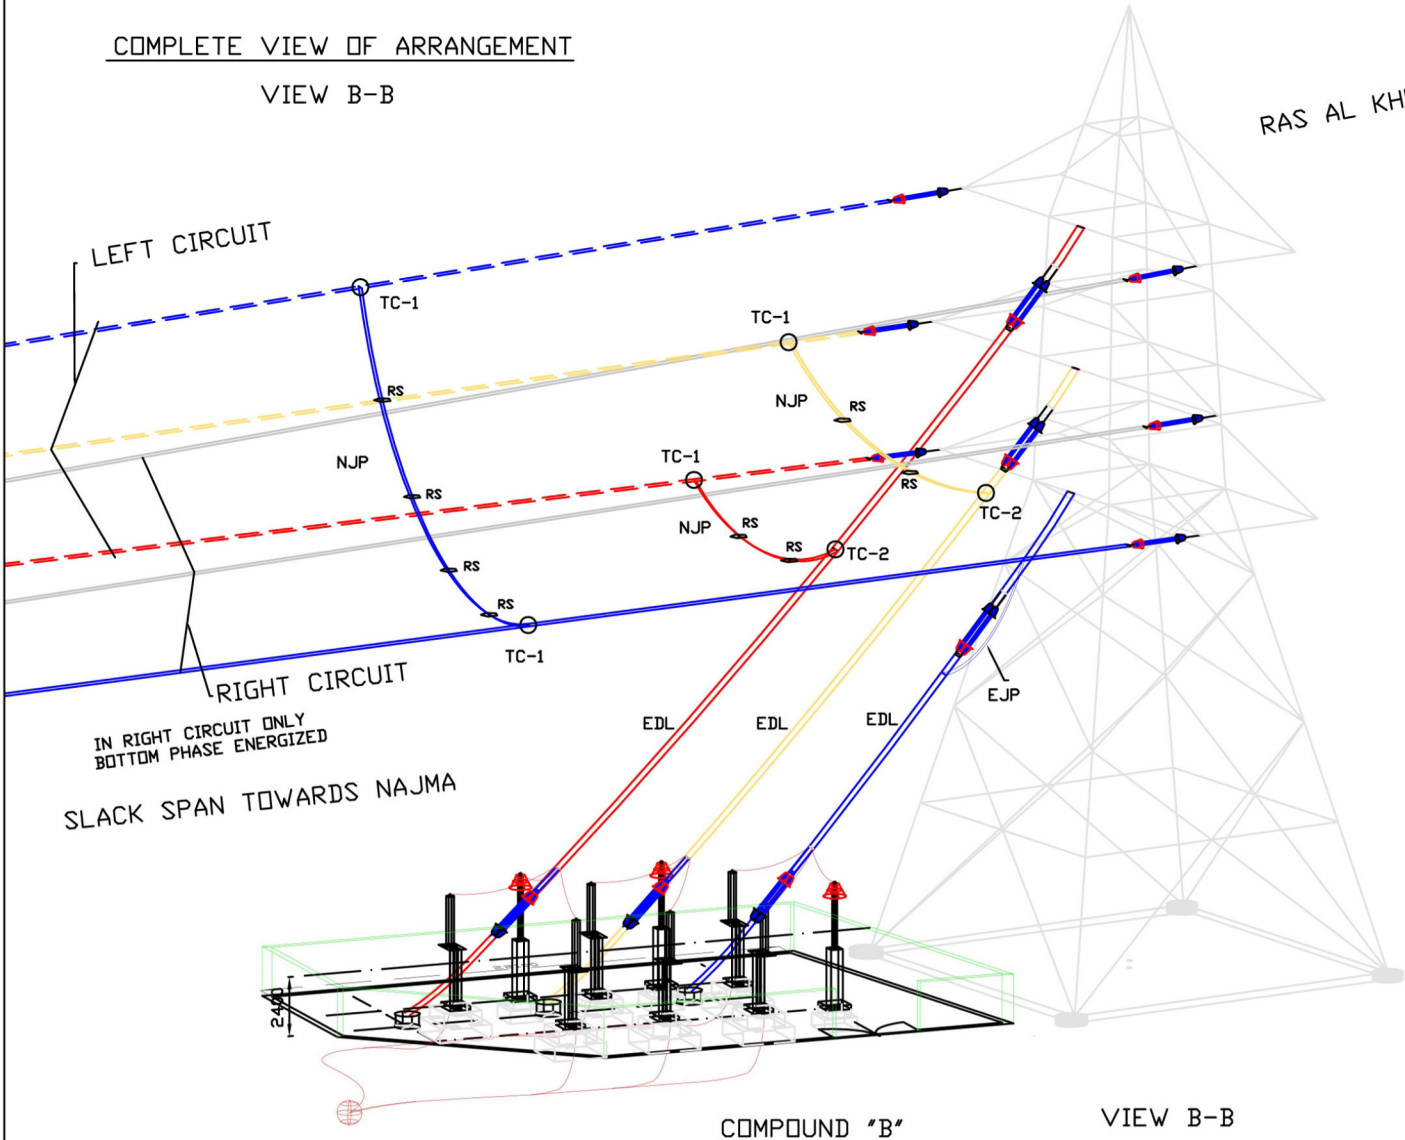 COMPLETE VIEW OF ARRANGEMENT
VIEW B-B
RAS AL
LEFT CIRCUIT
TC-1
TC-1
RS
NJP
RS
NJP
TC-1
RS
RS
TC-2
NJP
RS
RS
TC-2
RS
RS
TC-1
RIGHT CIRCUIT
EJP
IN RIGHT CIRCUIT ONLY
BOTTOM PHASE ENERGIZED
EDL
EDL
EDL
SLACK SPAN TOWARDS NAJMA
COMPOUND "B"
VIEW B-B